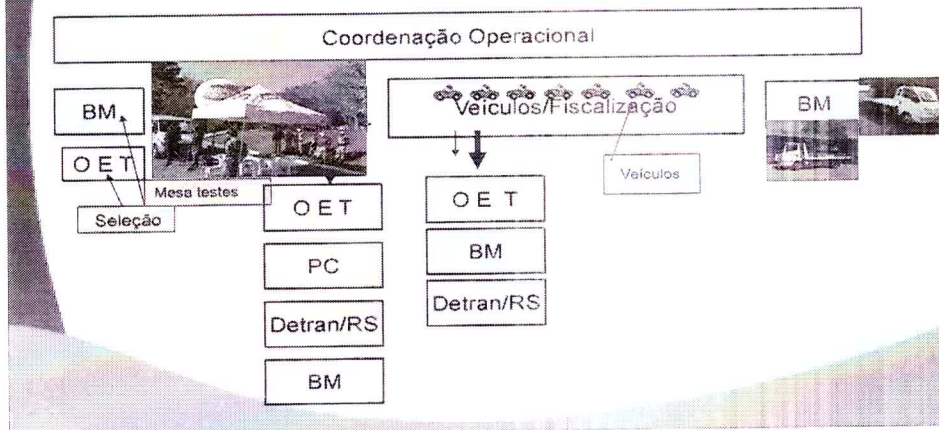 Coordenação Operacional
BM
O E T
Seleção
Mesa testes
O E T
PC
Detran/RS
BM
Veículos/Fiscalização
Veículos
O E T
BM
Detran/RS
BM